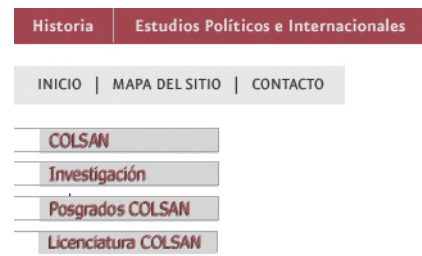 Historia Estudios Políticos e Internacionales
INICIO | MAPA DEL SITIO | CONTACTO
COLSAN
Investigación
Posgrados COLSAN
Licenciatura COLSAN